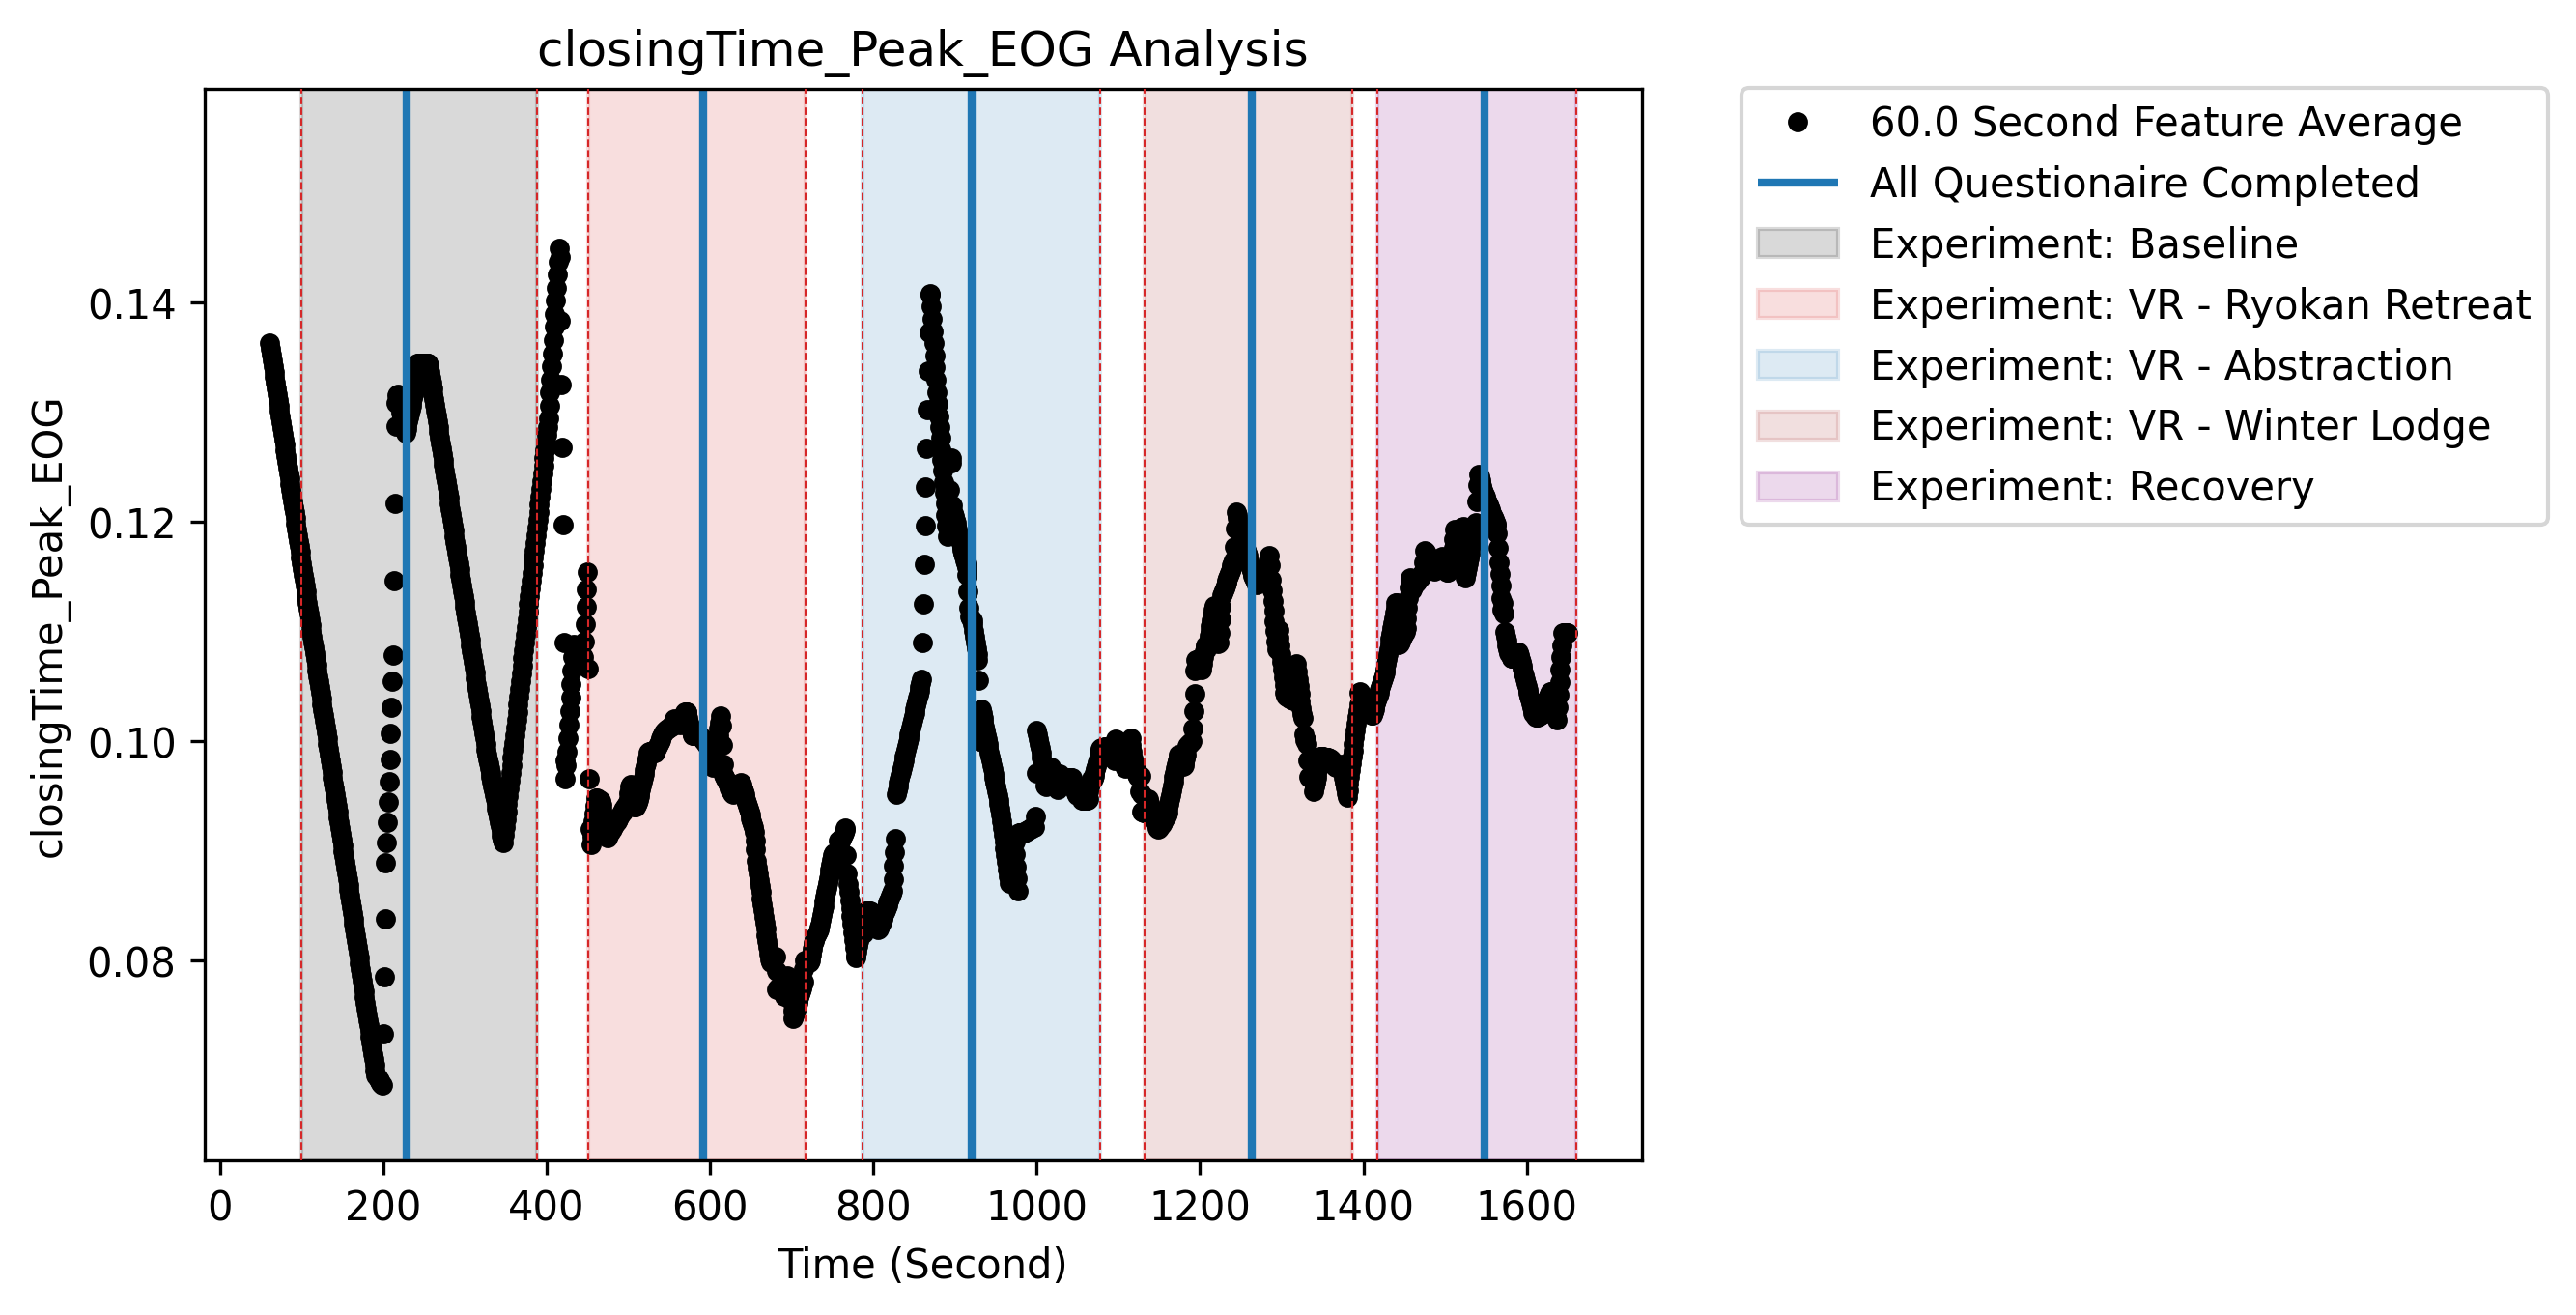 closingTime_Peak_EOG Analysis
closingTime_Peak_EOG
0.14
0.12
0.10
0.08
0 200 400 600 800 1000 1200 1400 1600
Time (Second)
60.0 Second Feature Average
All Questionaire Completed
Experiment: Baseline
Experiment: VR - Ryokan Retreat
Experiment: VR - Abstraction
Experiment: VR - Winter Lodge
Experiment: Recovery